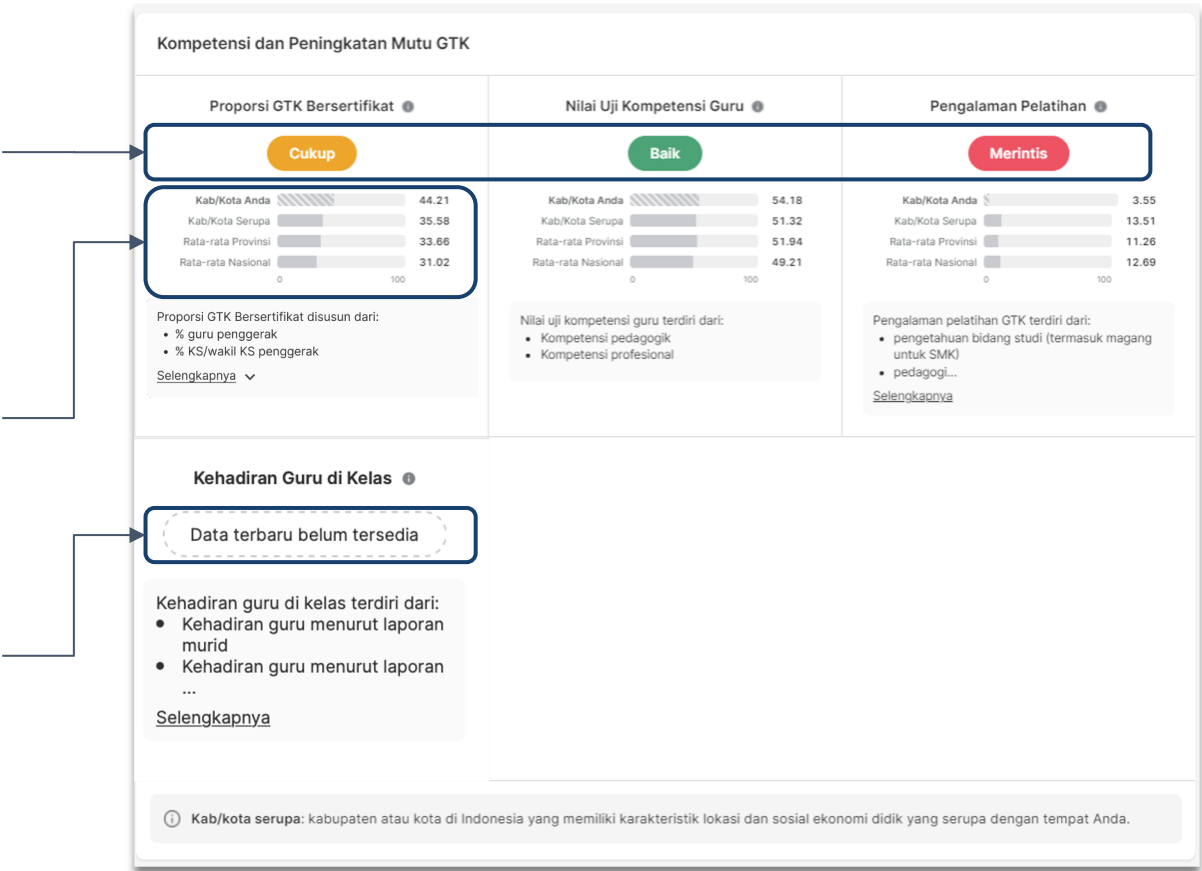 Kompetensi dan Peningkatan Mutu GTK
Proporsi GTK Bersertifikat
Cukup
Kab/Kota Anda 44.21
Kab/Kota Serupa 35.58
Rata-rata Provinsi 33.66
Rata-rata Nasional 31.02
0 100
Proporsi GTK Bersertifikat disusun dari:
• % guru penggerak
• % KS/wakil KS penggerak
Selengkapnya
Nilai Uji Kompetensi Guru
Baik
Kab/Kota Anda 54.18
Kab/Kota Serupa 51.32
Rata-rata Provinsi 51.94
Rata-rata Nasional 49.21
0 100
Nilai uji kompetensi guru terdiri dari:
• Kompetensi pedagogik
• Kompetensi profesional
Pengalaman Pelatihan
Merintis
Kab/Kota Anda 3.55
Kab/Kota Serupa 13.51
Rata-rata Provinsi 11.26
Rata-rata Nasional 12.69
0 100
Pengalaman pelatihan GTK terdiri dari:
• pengetahuan bidang studi (termasuk magang
untuk SMK)
• pedagogi...
Selengkapnya
Kehadiran Guru di Kelas
Data terbaru belum tersedia
Kehadiran guru di kelas terdiri dari:
• Kehadiran guru menurut laporan
murid
• Kehadiran guru menurut laporan
...
Selengkapnya
Kab/kota serupa: kabupaten atau kota di Indonesia yang memiliki karakteristik lokasi dan sosial ekonomi didik yang serupa dengan tempat Anda.